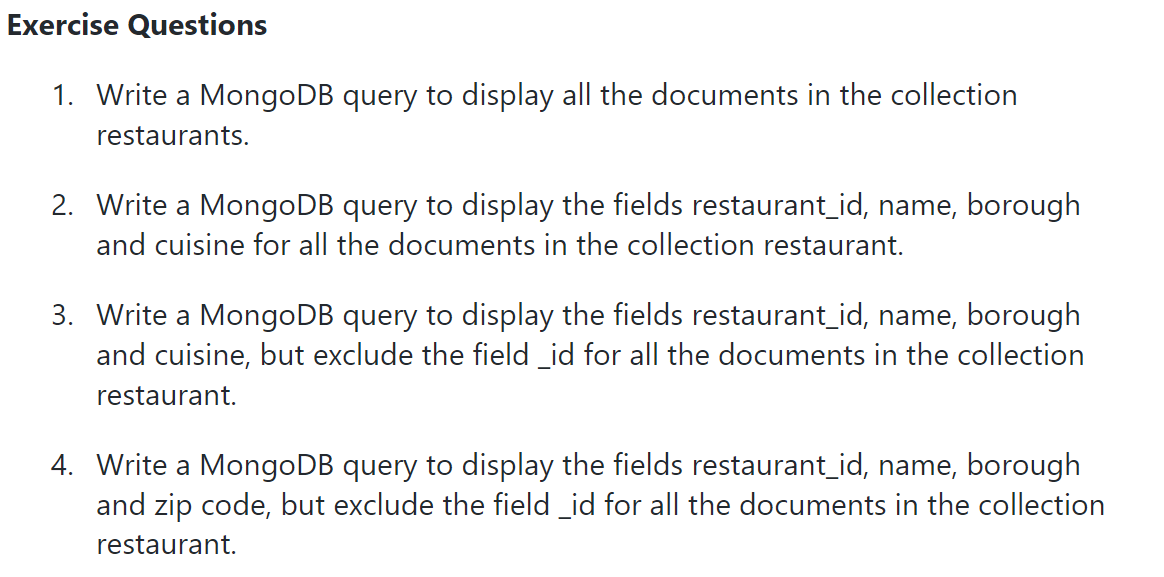 Exercise Questions
1. Write a MongoDB query to display all the documents in the collection
restaurants.
2. Write a MongoDB query to display the fields restaurant_id, name, borough
and cuisine for all the documents in the collection restaurant.
3. Write a MongoDB query to display the fields restaurant_id, name, borough
and cuisine, but exclude the field _id for all the documents in the collection
restaurant.
4. Write a MongoDB query to display the fields restaurant_id, name, borough
and zip code, but exclude the field _id for all the documents in the collection
restaurant.